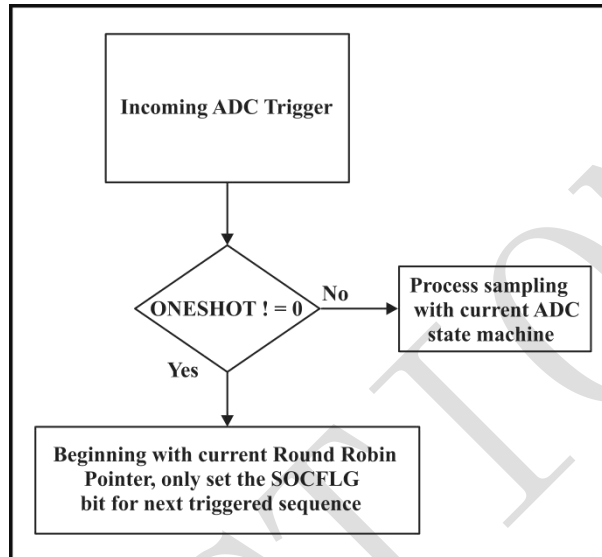 Incoming ADC Trigger
ONESHOT ! = 0
No
Process sampling
with current ADC
state machine
Yes
Beginning with current Round Robin
Pointer, only set the SOCFLG
bit for next triggered sequence